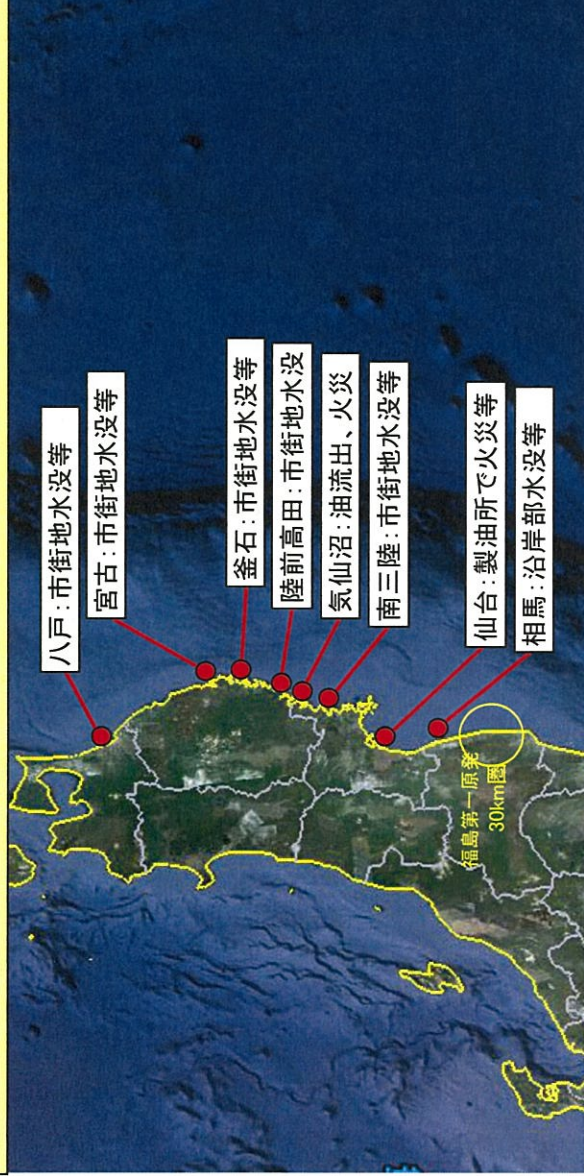 八戸：市街地水没等
宮古：市街地水没等
釜石：市街地水没等
陸前高田：市街地水没
気仙沼：油流出、火災
南三陸：市街地水没等
仙台：製油所で火災等
相馬：沿岸部水没等
福島第一原発
30km圏